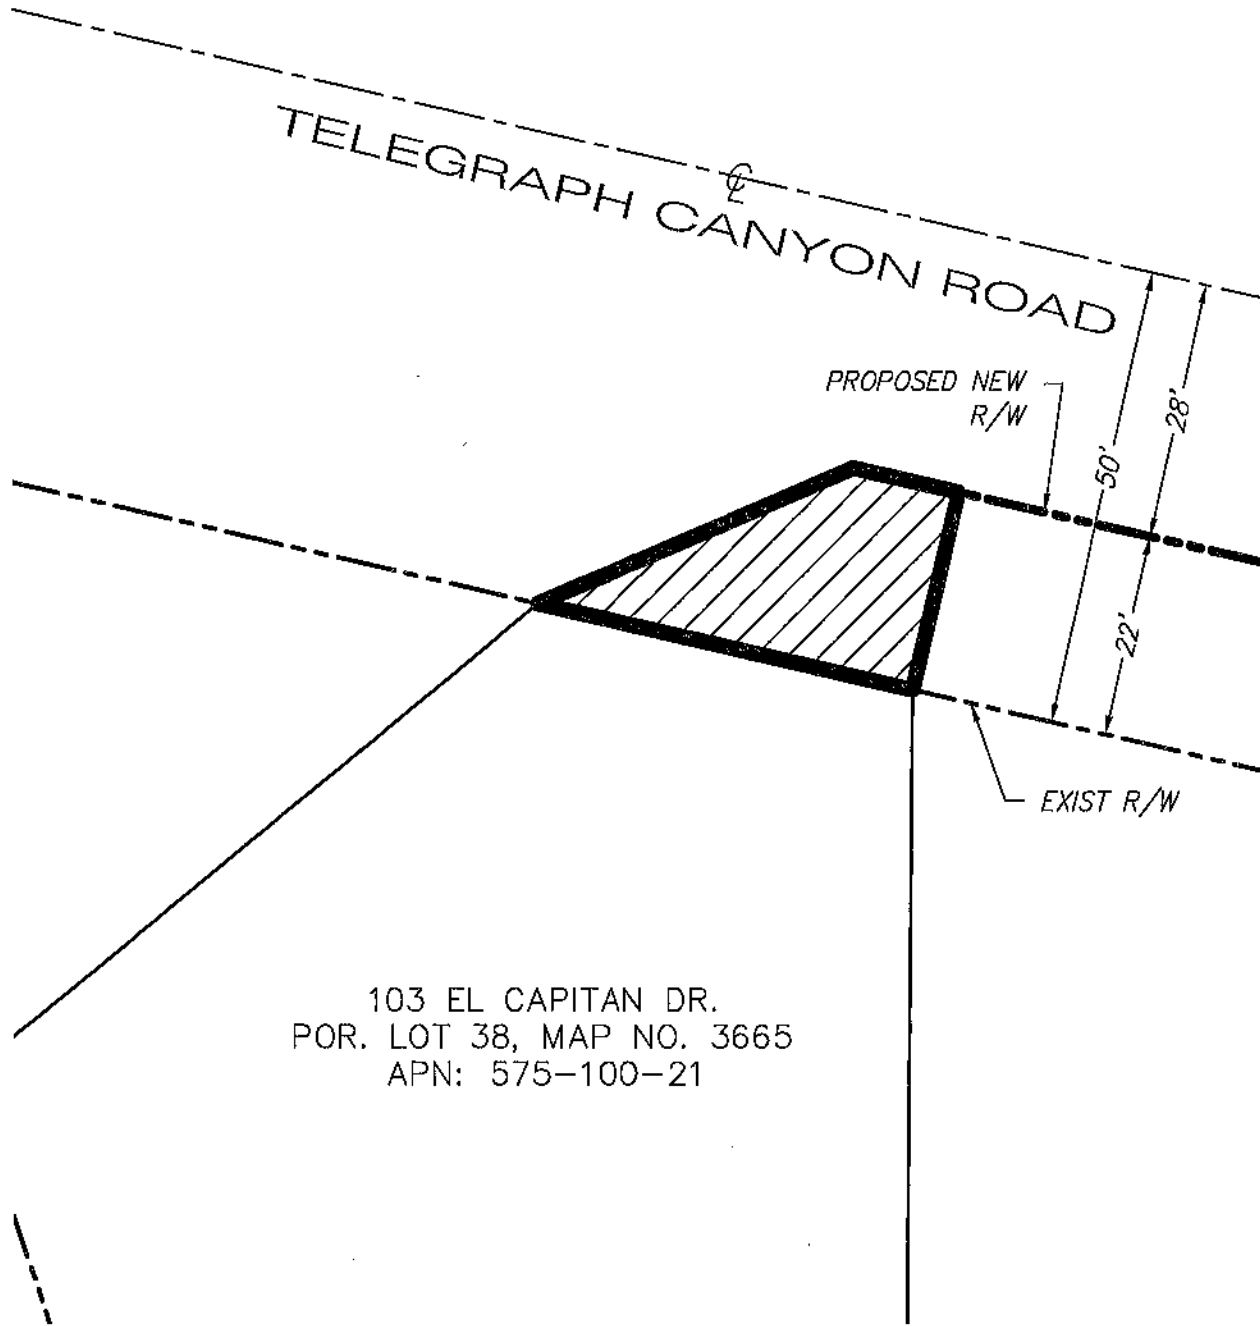 ℄
TELEGRAPH CANYON ROAD
PROPOSED NEW
R/W
28'
50'
22'
EXIST R/W
103 EL CAPITAN DR.
POR. LOT 38, MAP NO. 3665
APN: 575-100-21